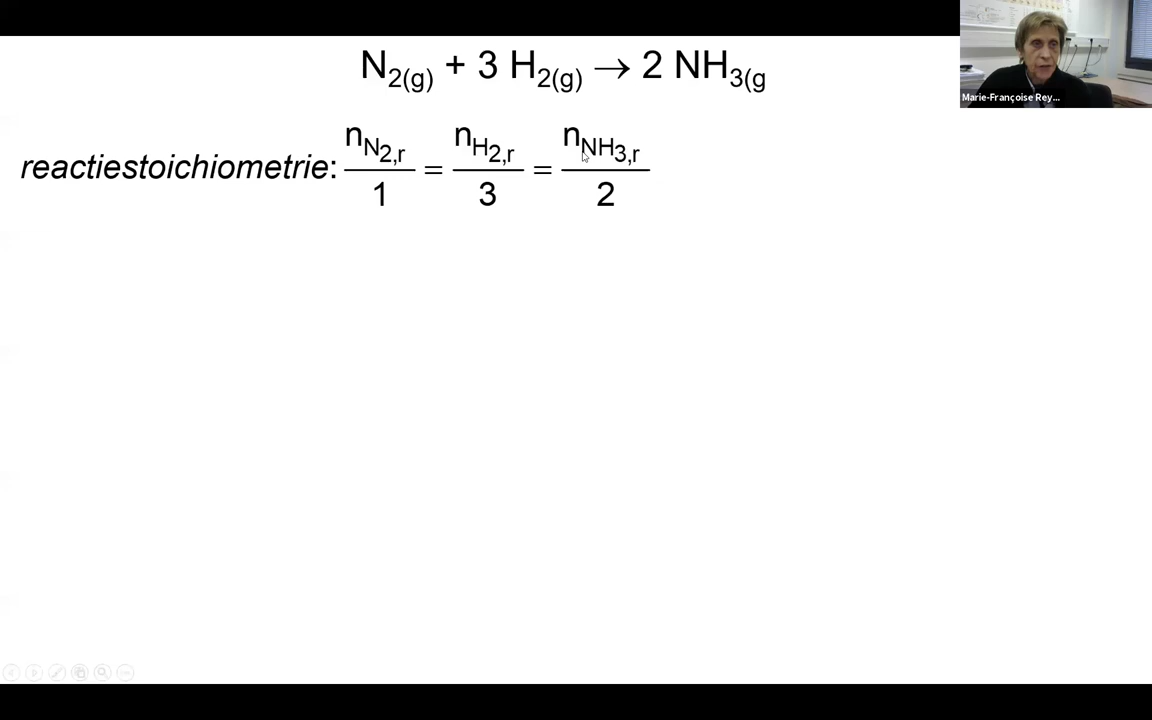 N2(g) + 3 H2(g) → 2 NH3(g
Marie-Françoise Rey...
reactiestoichiometrie: nN2,r/1 = nH2,r/3 = nNH3,r/2